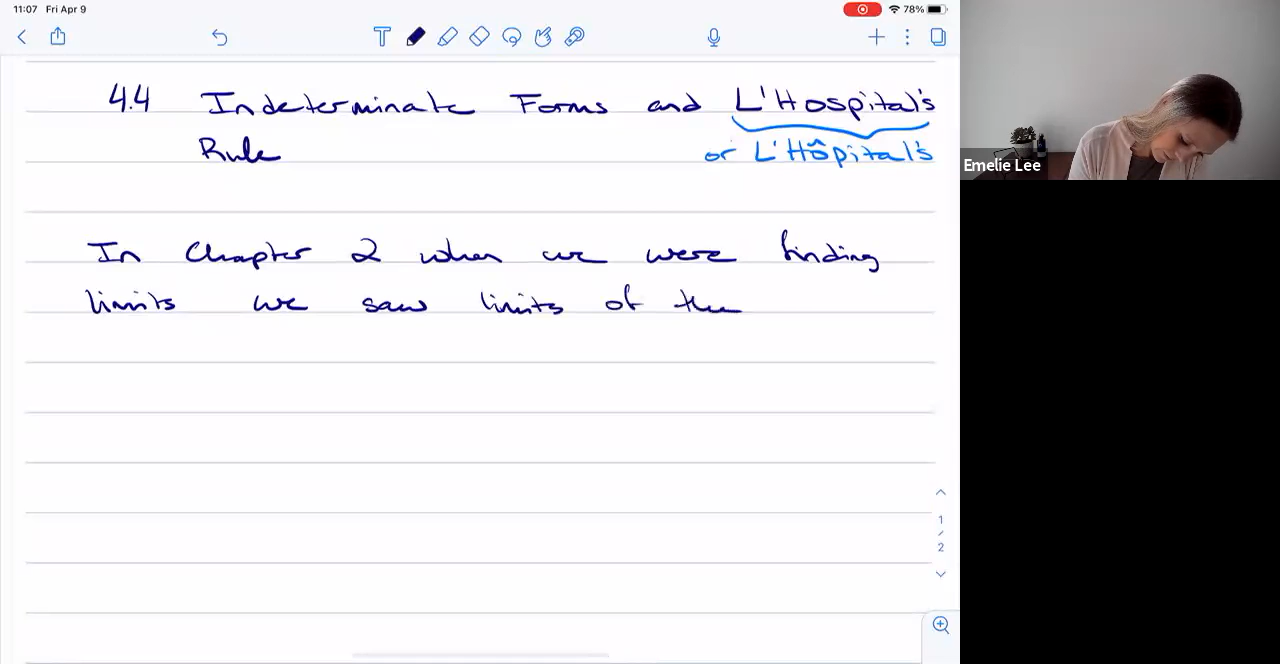 11:07 Fri Apr 9
78%
4.4 Indeterminate Forms and L'Hospital's
Rule or L'Hôpital's
In Chapter 2 when we were finding
limits we saw limits of the
1
/
2
Emelie Lee